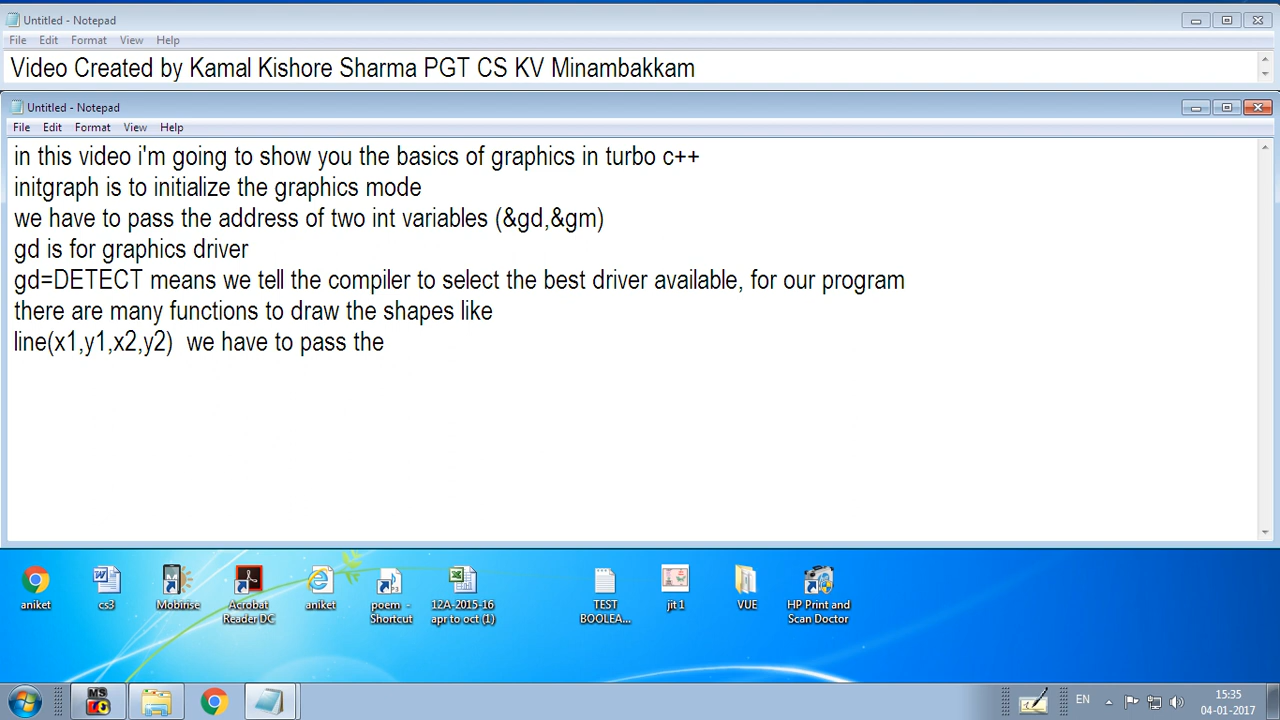 Untitled - Notepad
File Edit Format View Help
Video Created by Kamal Kishore Sharma PGT CS KV Minambakkam
Untitled - Notepad
File Edit Format View Help
in this video i'm going to show you the basics of graphics in turbo c++
initgraph is to initialize the graphics mode
we have to pass the address of two int variables (&gd,&gm)
gd is for graphics driver
gd=DETECT means we tell the compiler to select the best driver available, for our program
there are many functions to draw the shapes like
line(x1,y1,x2,y2)  we have to pass the
aniket
cs3
Mobirise
Acrobat
Reader DC
aniket
poem -
Shortcut
12A-2015-16
apr to oct (1)
TEST
BOOLEA...
jit 1
VUE
HP Print and
Scan Doctor
MS
EN
15:35
04-01-2017